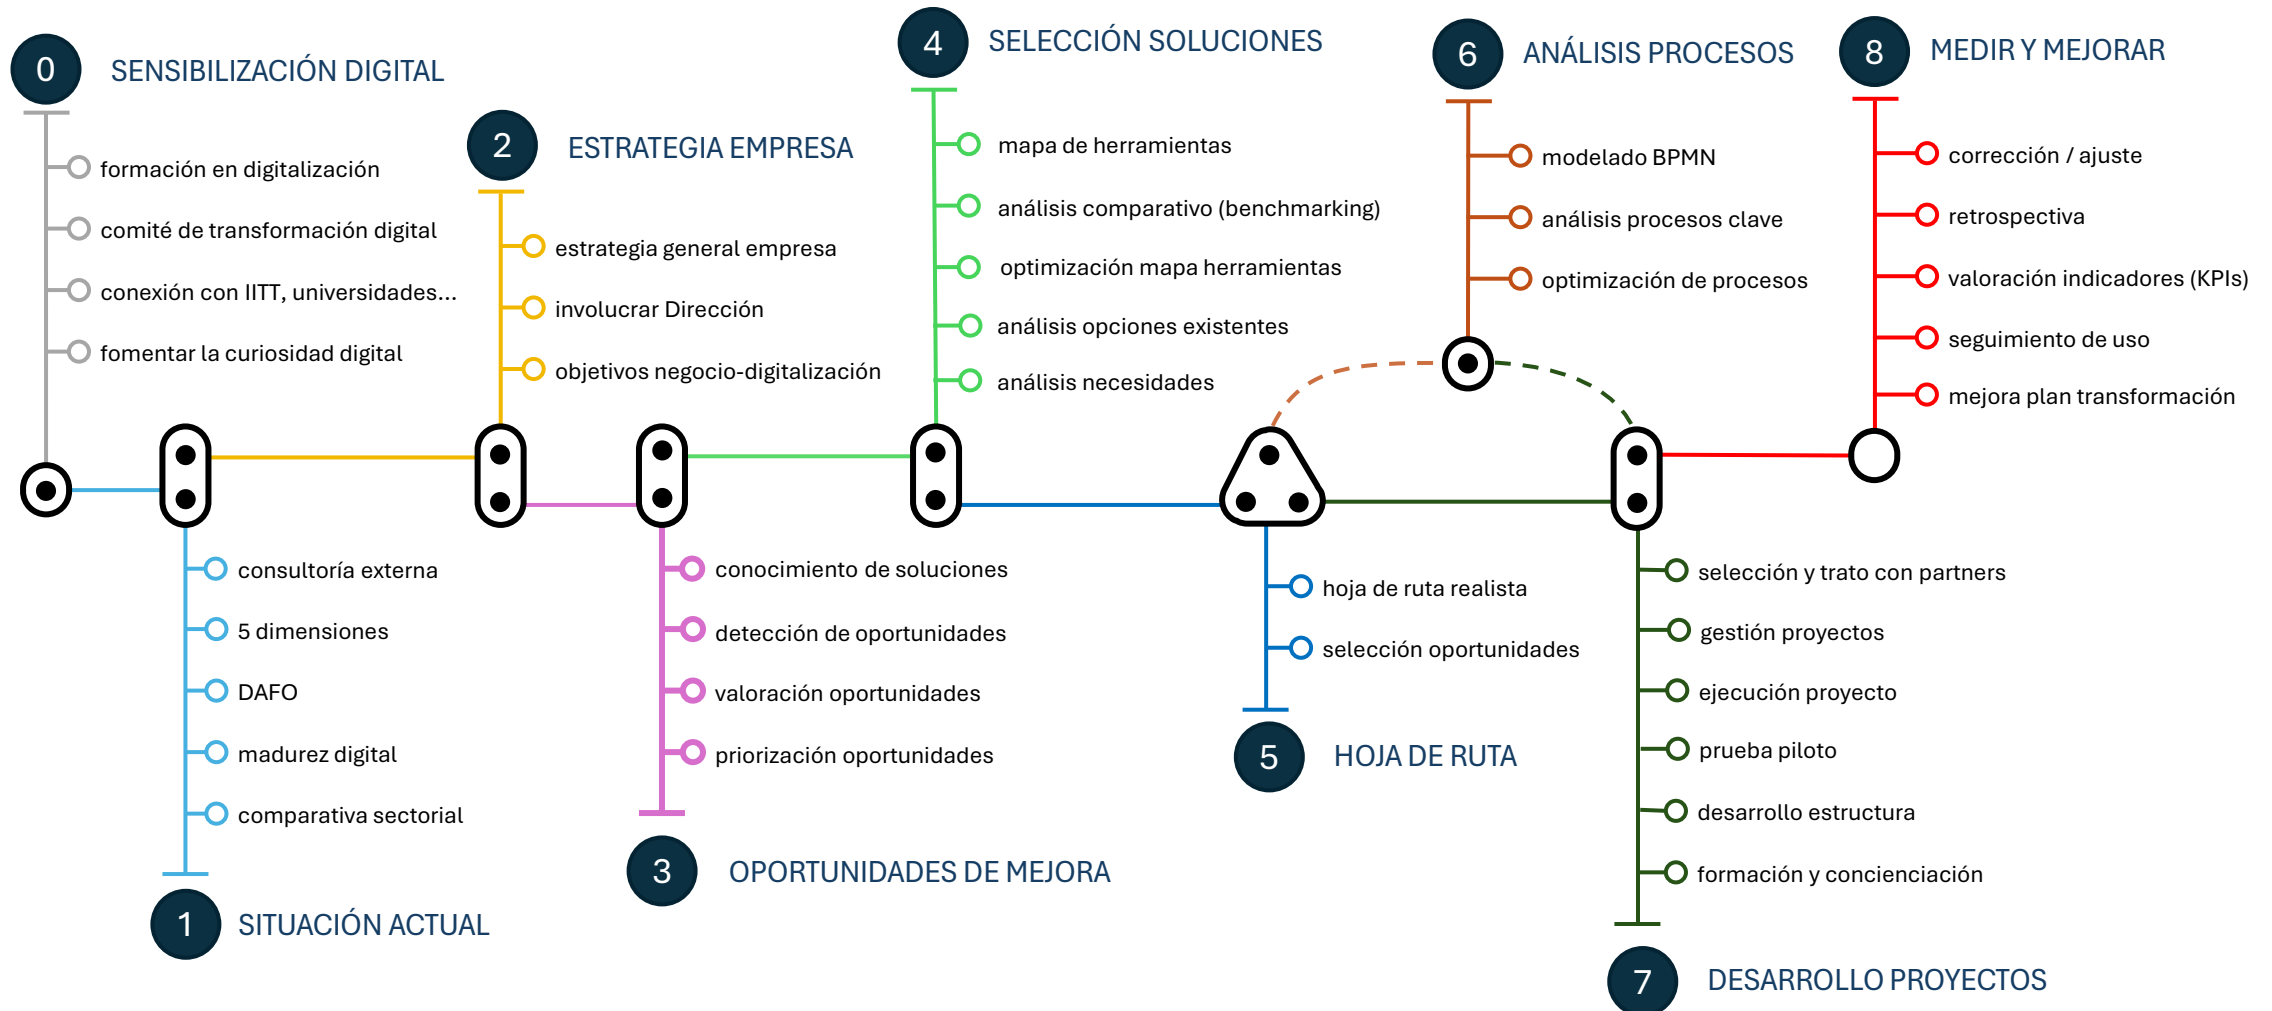 0
SENSIBILIZACIÓN DIGITAL
formación en digitalización
comité de transformación digital
conexión con IITT, universidades...
fomentar la curiosidad digital
consultoría externa
5 dimensiones
DAFO
madurez digital
comparativa sectorial
1
SITUACIÓN ACTUAL
2
ESTRATEGIA EMPRESA
estrategia general empresa
involucrar Dirección
objetivos negocio-digitalización
conocimiento de soluciones
detección de oportunidades
valoración oportunidades
priorización oportunidades
3
OPORTUNIDADES DE MEJORA
4
SELECCIÓN SOLUCIONES
mapa de herramientas
análisis comparativo (benchmarking)
optimización mapa herramientas
análisis opciones existentes
análisis necesidades
hoja de ruta realista
selección oportunidades
5
HOJA DE RUTA
6
ANÁLISIS PROCESOS
modelado BPMN
análisis procesos clave
optimización de procesos
selección y trato con partners
gestión proyectos
ejecución proyecto
prueba piloto
desarrollo estructura
formación y concienciación
7
DESARROLLO PROYECTOS
8
MEDIR Y MEJORAR
corrección / ajuste
retrospectiva
valoración indicadores (KPIs)
seguimiento de uso
mejora plan transformación